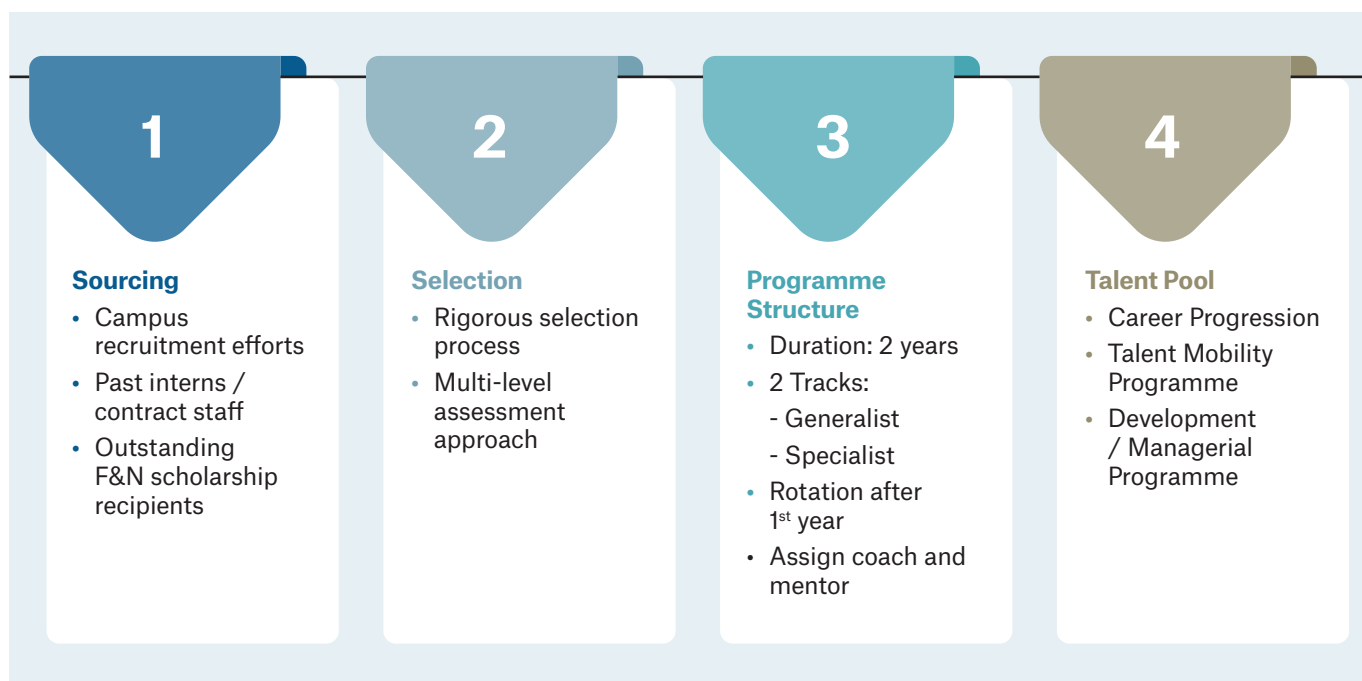 1
Sourcing
• Campus
recruitment efforts
• Past interns /
contract staff
• Outstanding
F&N scholarship
recipients
2
Selection
• Rigorous selection
process
• Multi-level
assessment
approach
3
Programme
Structure
• Duration: 2 years
• 2 Tracks:
- Generalist
- Specialist
• Rotation after
1st year
• Assign coach and
mentor
4
Talent Pool
• Career Progression
• Talent Mobility
Programme
• Development
/ Managerial
Programme